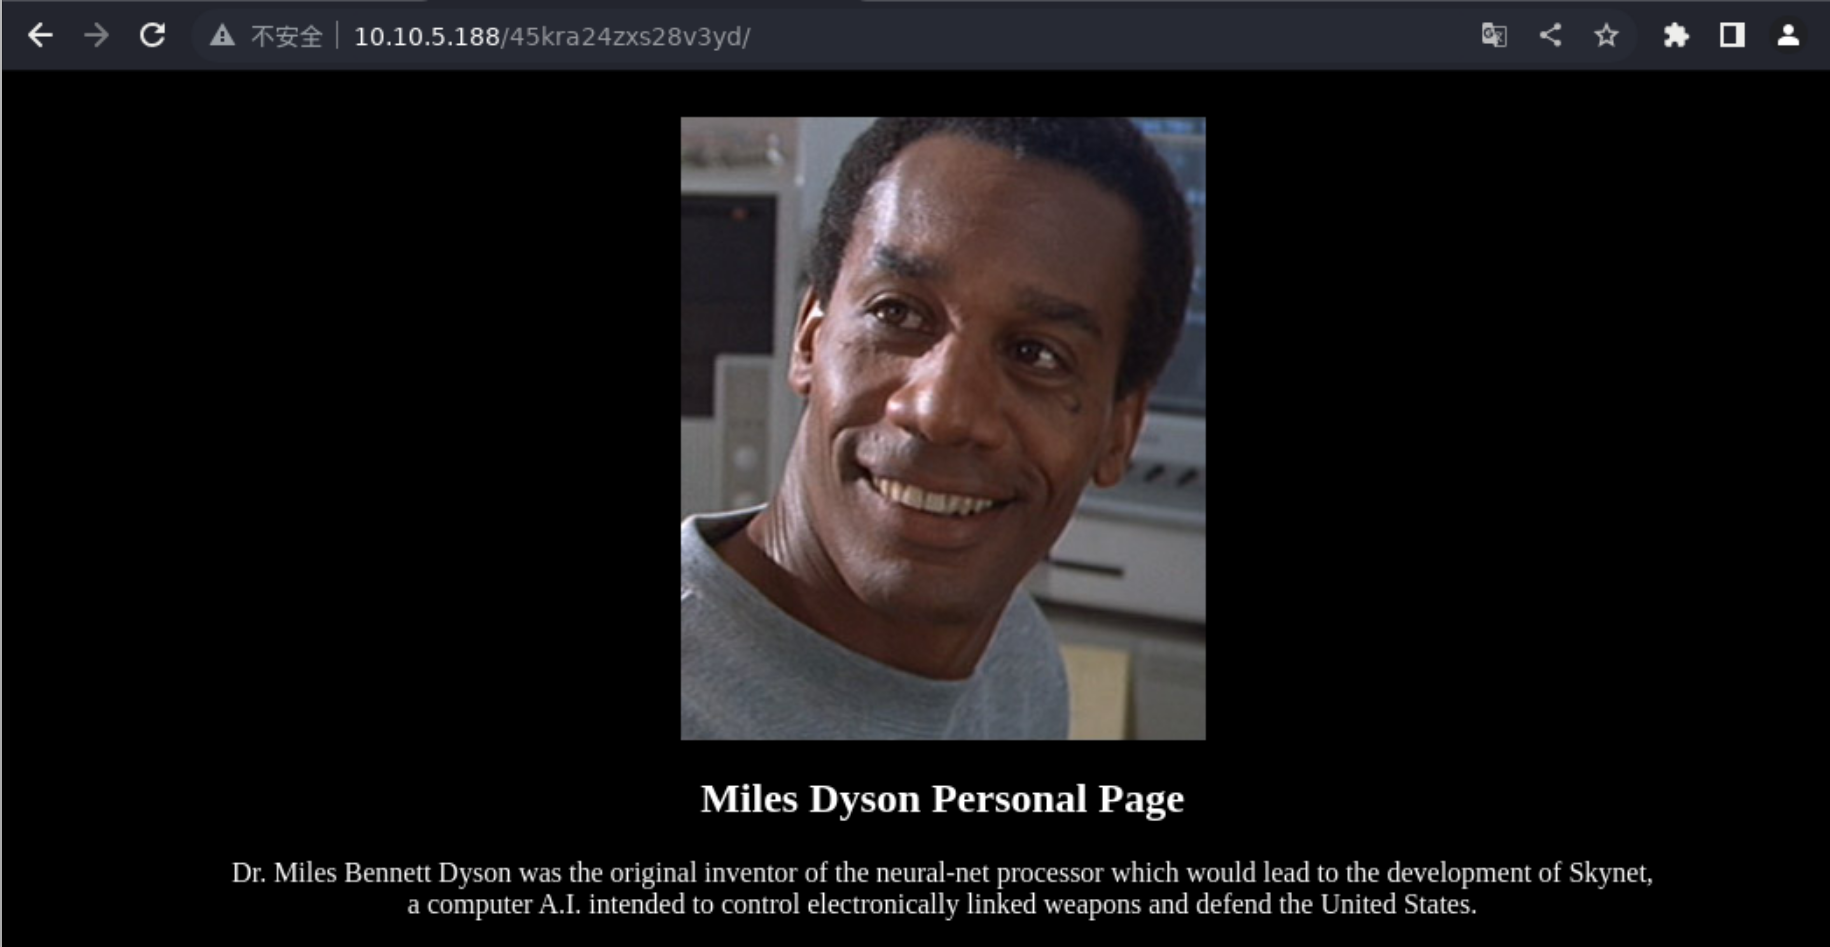 不安全 10.10.5.188/45kra24zxs28v3yd/
Miles Dyson Personal Page
Dr. Miles Bennett Dyson was the original inventor of the neural-net processor which would lead to the development of Skynet,
a computer A.I. intended to control electronically linked weapons and defend the United States.